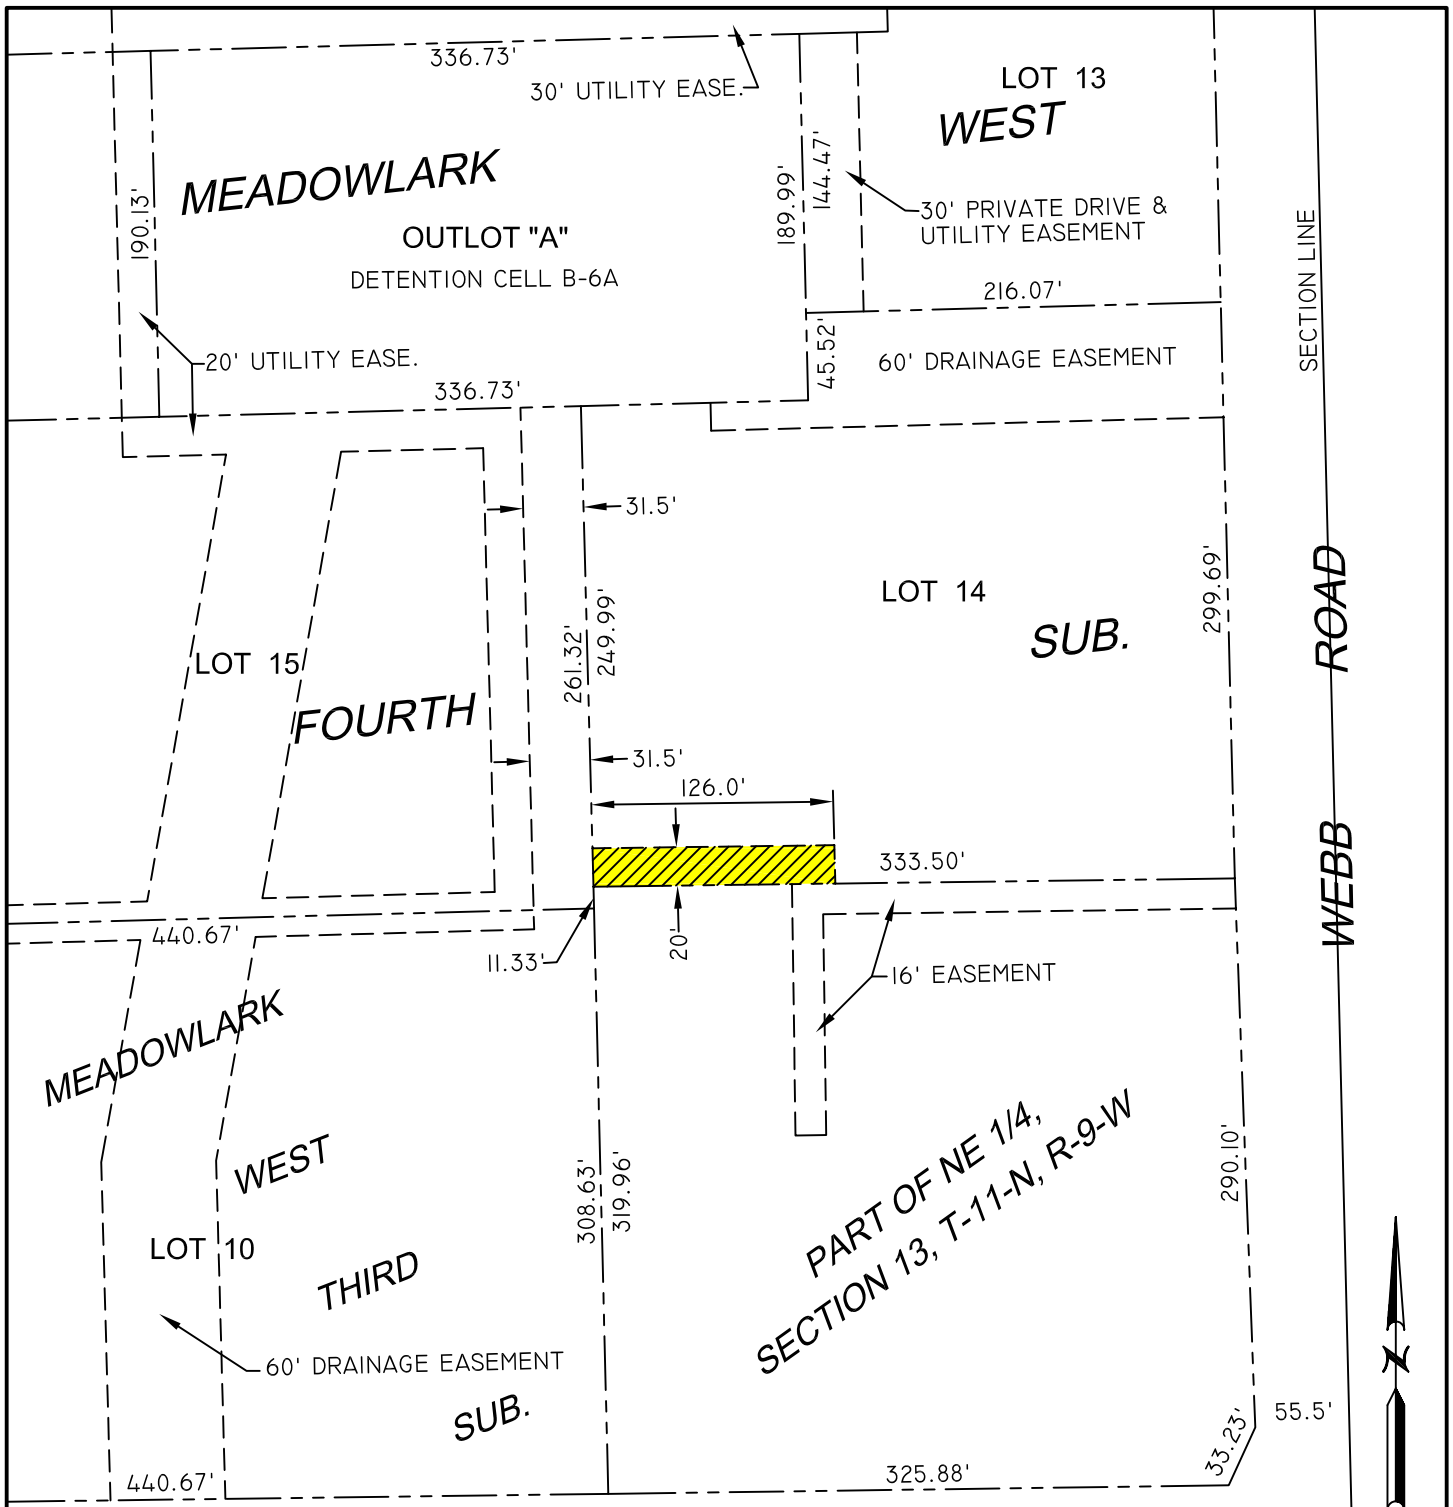 336.73'
30' UTILITY EASE.
LOT 13
WEST
MEADOWLARK
190.13'
189.99'
144.47'
30' PRIVATE DRIVE &
UTILITY EASEMENT
OUTLOT "A"
DETENTION CELL B-6A
SECTION LINE
216.07'
45.52'
60' DRAINAGE EASEMENT
20' UTILITY EASE.
336.73'
31.5'
LOT 14
299.69'
SUB.
ROAD
261.32'
249.99'
LOT 15
FOURTH
31.5'
126.0'
333.50'
WEBB
440.67'
11.33'
20'
16' EASEMENT
MEADOWLARK
WEST
308.63'
319.96'
PART OF NE 1/4,
SECTION 13, T-11-N, R-9-W
290.10'
LOT 10
THIRD
60' DRAINAGE EASEMENT
SUB.
N
55.5'
33.23'
440.67'
325.88'